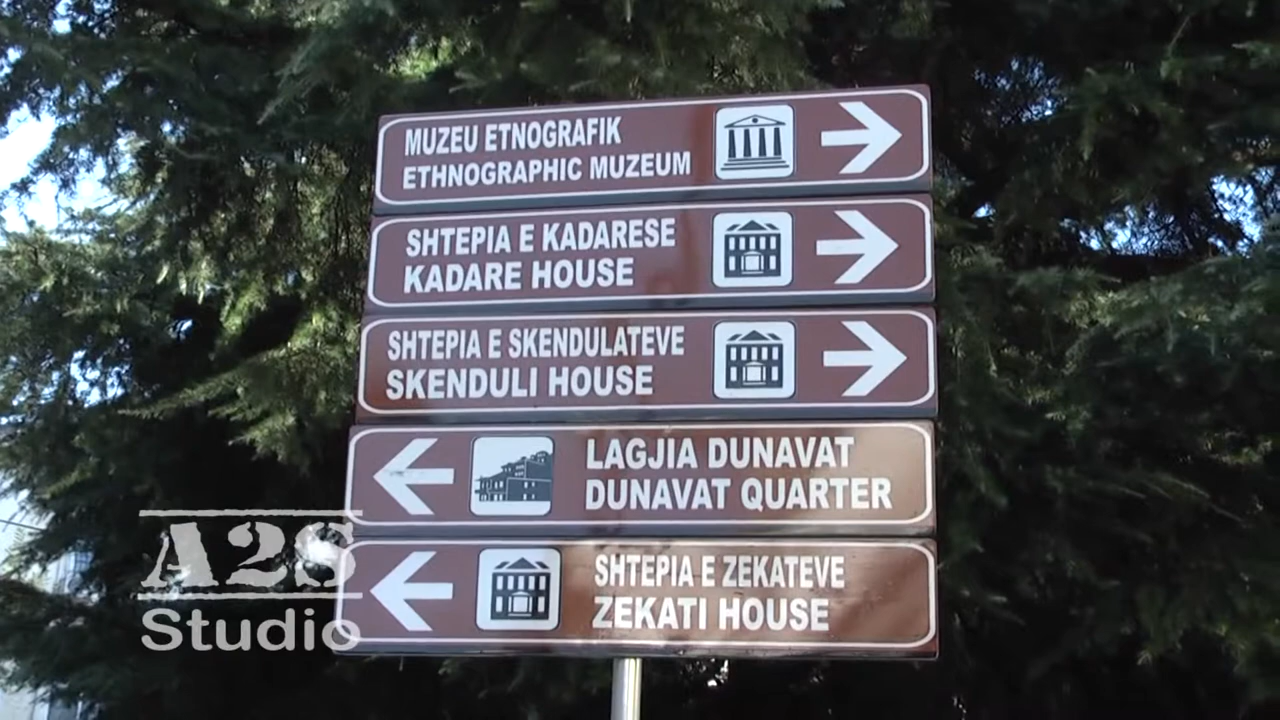 MUZEU ETNOGRAFIK
ETHNOGRAPHIC MUZEUM
SHTEPIA E KADARESE
KADARE HOUSE
SHTEPIA E SKENDULATEVE
SKENDULI HOUSE
LAGJIA DUNAVAT
DUNAVAT QUARTER
SHTEPIA E ZEKATEVE
ZEKATI HOUSE
A2S
Studio